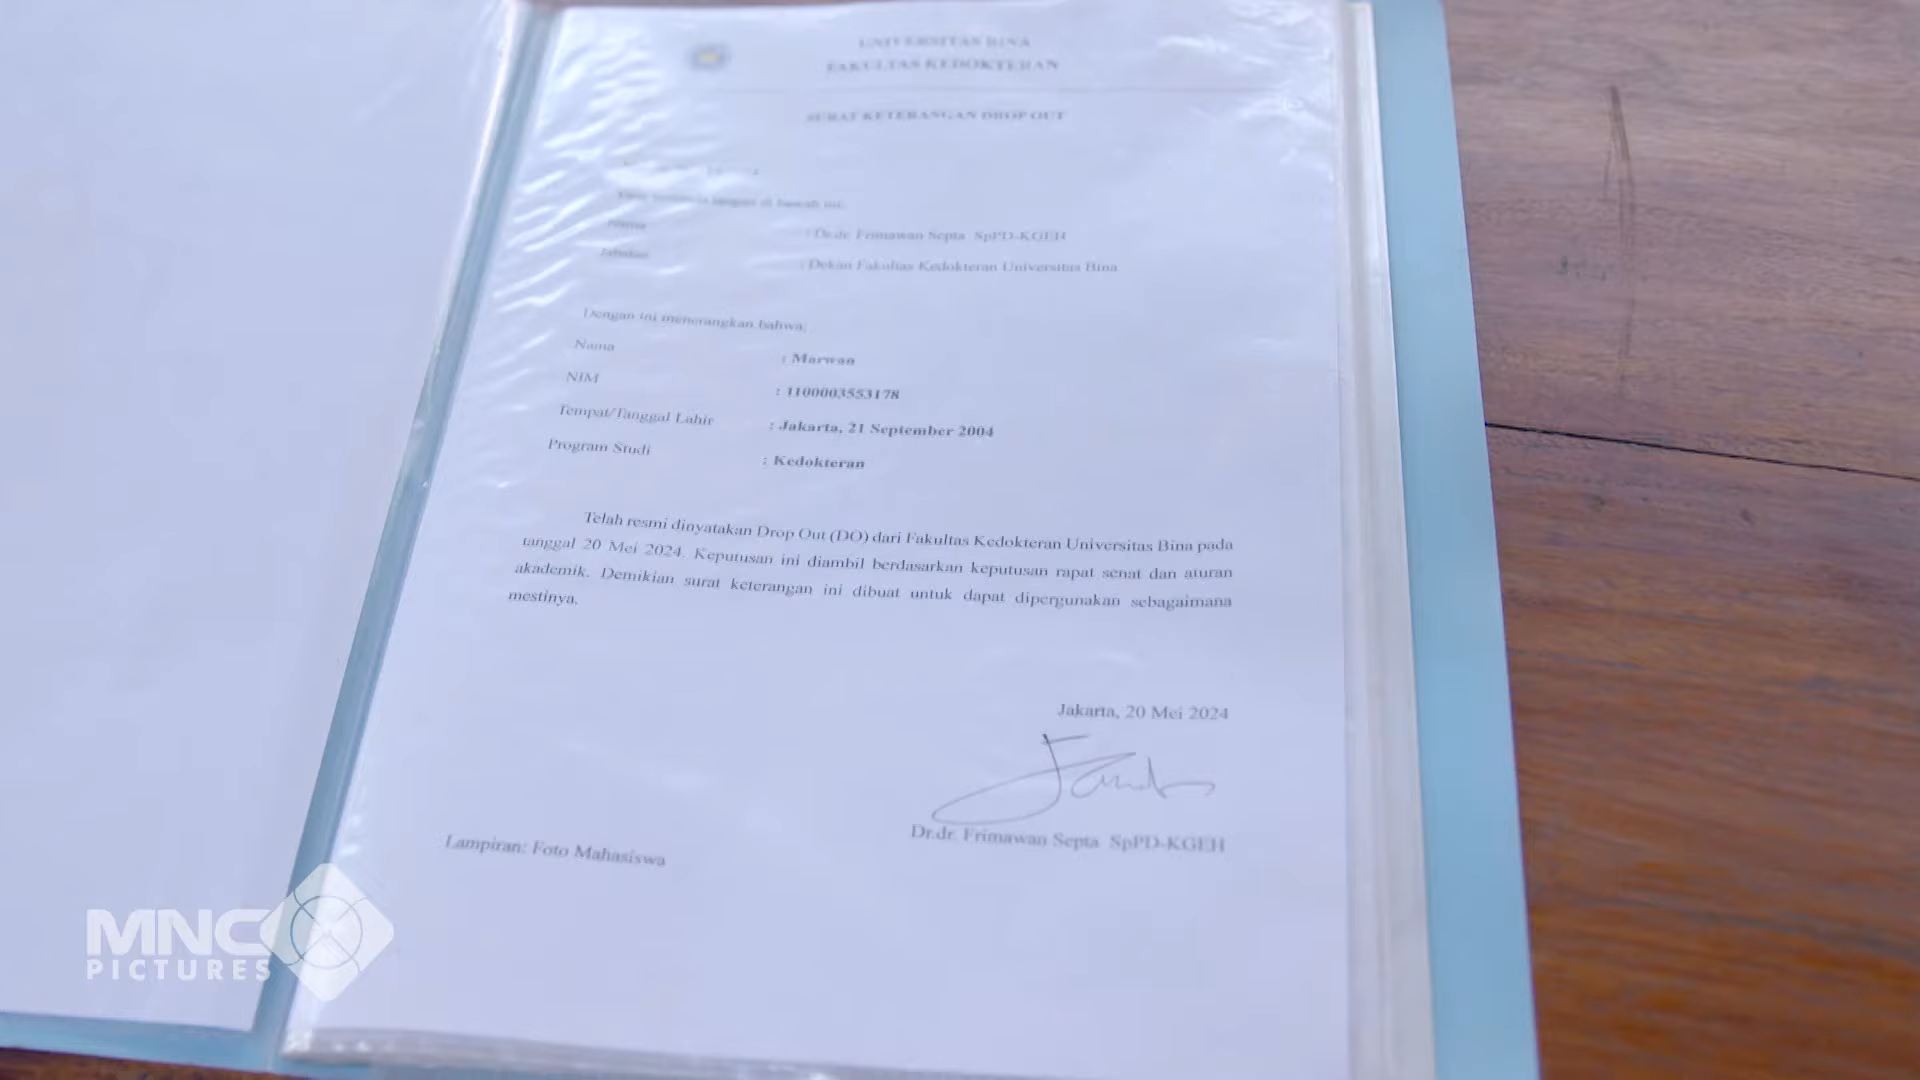 UNIVERSITAS BINA
FAKULTAS KEDOKTERAN
SURAT KETERANGAN DROP OUT
tangan di bawah ini:
Nama : Dr.dr. Frimawan Septa SpPD-KGEH
Jabatan : Dekan Fakultas Kedokteran Universitas Bina
Dengan ini menerangkan bahwa:
Nama : Marwan
NIM : 1100003553178
Tempat/Tanggal Lahir : Jakarta, 21 September 2004
Program Studi : Kedokteran
Telah resmi dinyatakan Drop Out (DO) dari Fakultas Kedokteran Universitas Bina pada
tanggal 20 Mei 2024. Keputusan ini diambil berdasarkan keputusan rapat senat dan aturan
akademik. Demikian surat keterangan ini dibuat untuk dapat dipergunakan sebagaimana
mestinya.
Jakarta, 20 Mei 2024
Dr.dr. Frimawan Septa SpPD-KGEH
Lampiran: Foto Mahasiswa
MNC
PICTURES